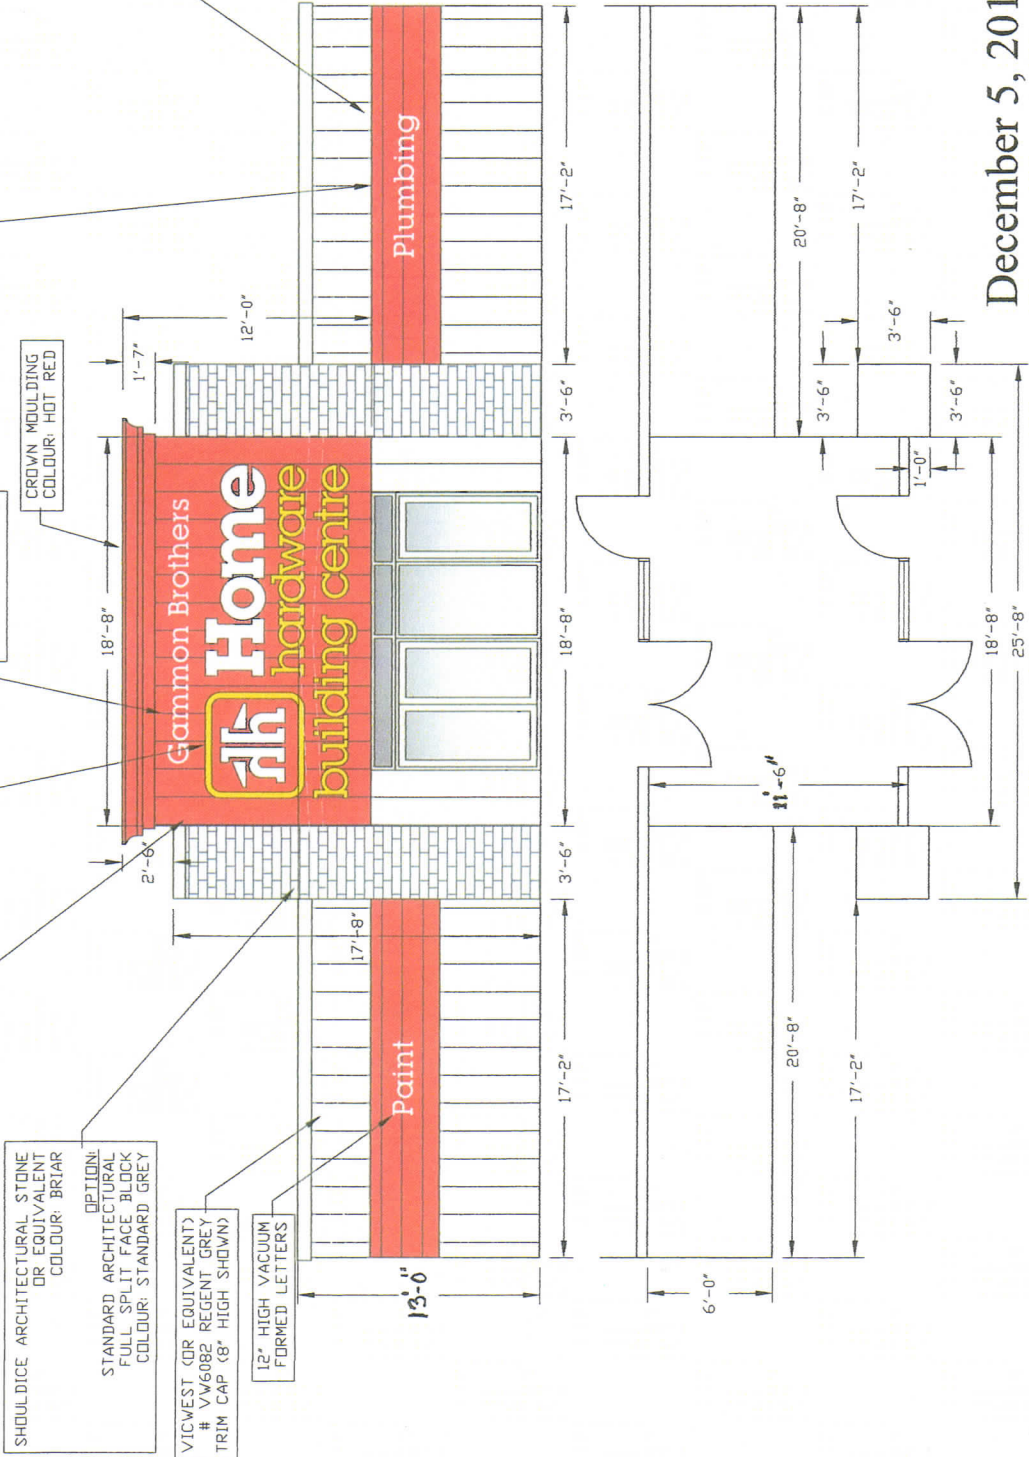 SHOULDICE ARCHITECTURAL STONE
OR EQUIVALENT
COLOUR: BRIAR
OPTION:
STANDARD ARCHITECTURAL
FULL SPLIT FACE BLOCK
COLOUR: STANDARD GREY
VICWEST (OR EQUIVALENT)
# VW6082 REGENT GREY
TRIM CAP (8" HIGH SHOWN)
12" HIGH VACUUM
FORMED LETTERS
CROWN MOULDING
COLOUR: HOT RED
18'-8"
1'-7"
2'-6"
12'-0"
17'-8"
13'-0"
Gammon Brothers
Home
hardware
building centre
Paint
Plumbing
17'-2"
3'-6"
18'-8"
3'-6"
17'-2"
6'-0"
11'-6"
20'-8"
20'-8"
17'-2"
17'-2"
3'-6"
3'-6"
3'-6"
1'-0"
18'-8"
25'-8"
December 5, 201